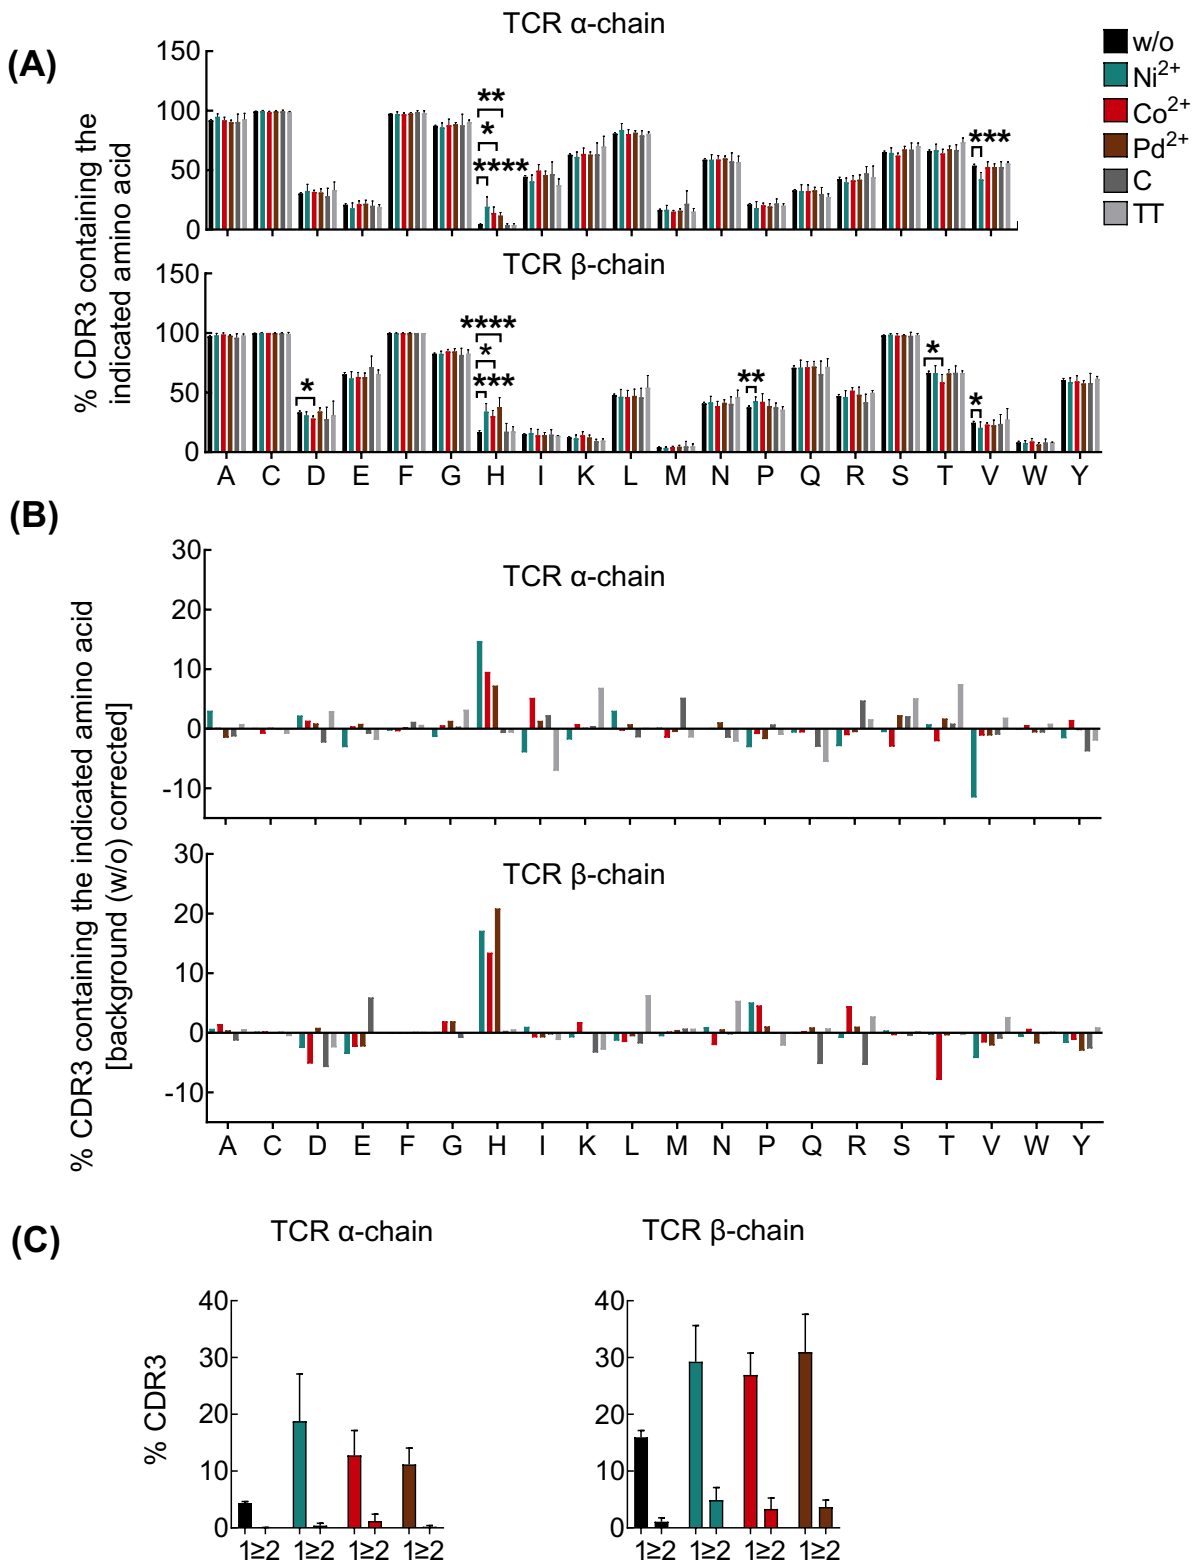 (A)
TCR α-chain
% CDR3 containing the
indicated amino acid
150
100
50
0
**
*
****
***
w/o
Ni²⁺
Co²⁺
Pd²⁺
C
TT
TCR β-chain
150
100
50
0
*
****
*
***
**
*
*
A C D E F G H I K L M N P Q R S T V W Y
(B)
% CDR3 containing the indicated amino acid
[background (w/o) corrected]
TCR α-chain
30
20
10
0
-10
TCR β-chain
30
20
10
0
-10
A C D E F G H I K L M N P Q R S T V W Y
(C)
TCR α-chain
% CDR3
40
30
20
10
0
1≥2 1≥2 1≥2 1≥2
TCR β-chain
40
30
20
10
0
1≥2 1≥2 1≥2 1≥2